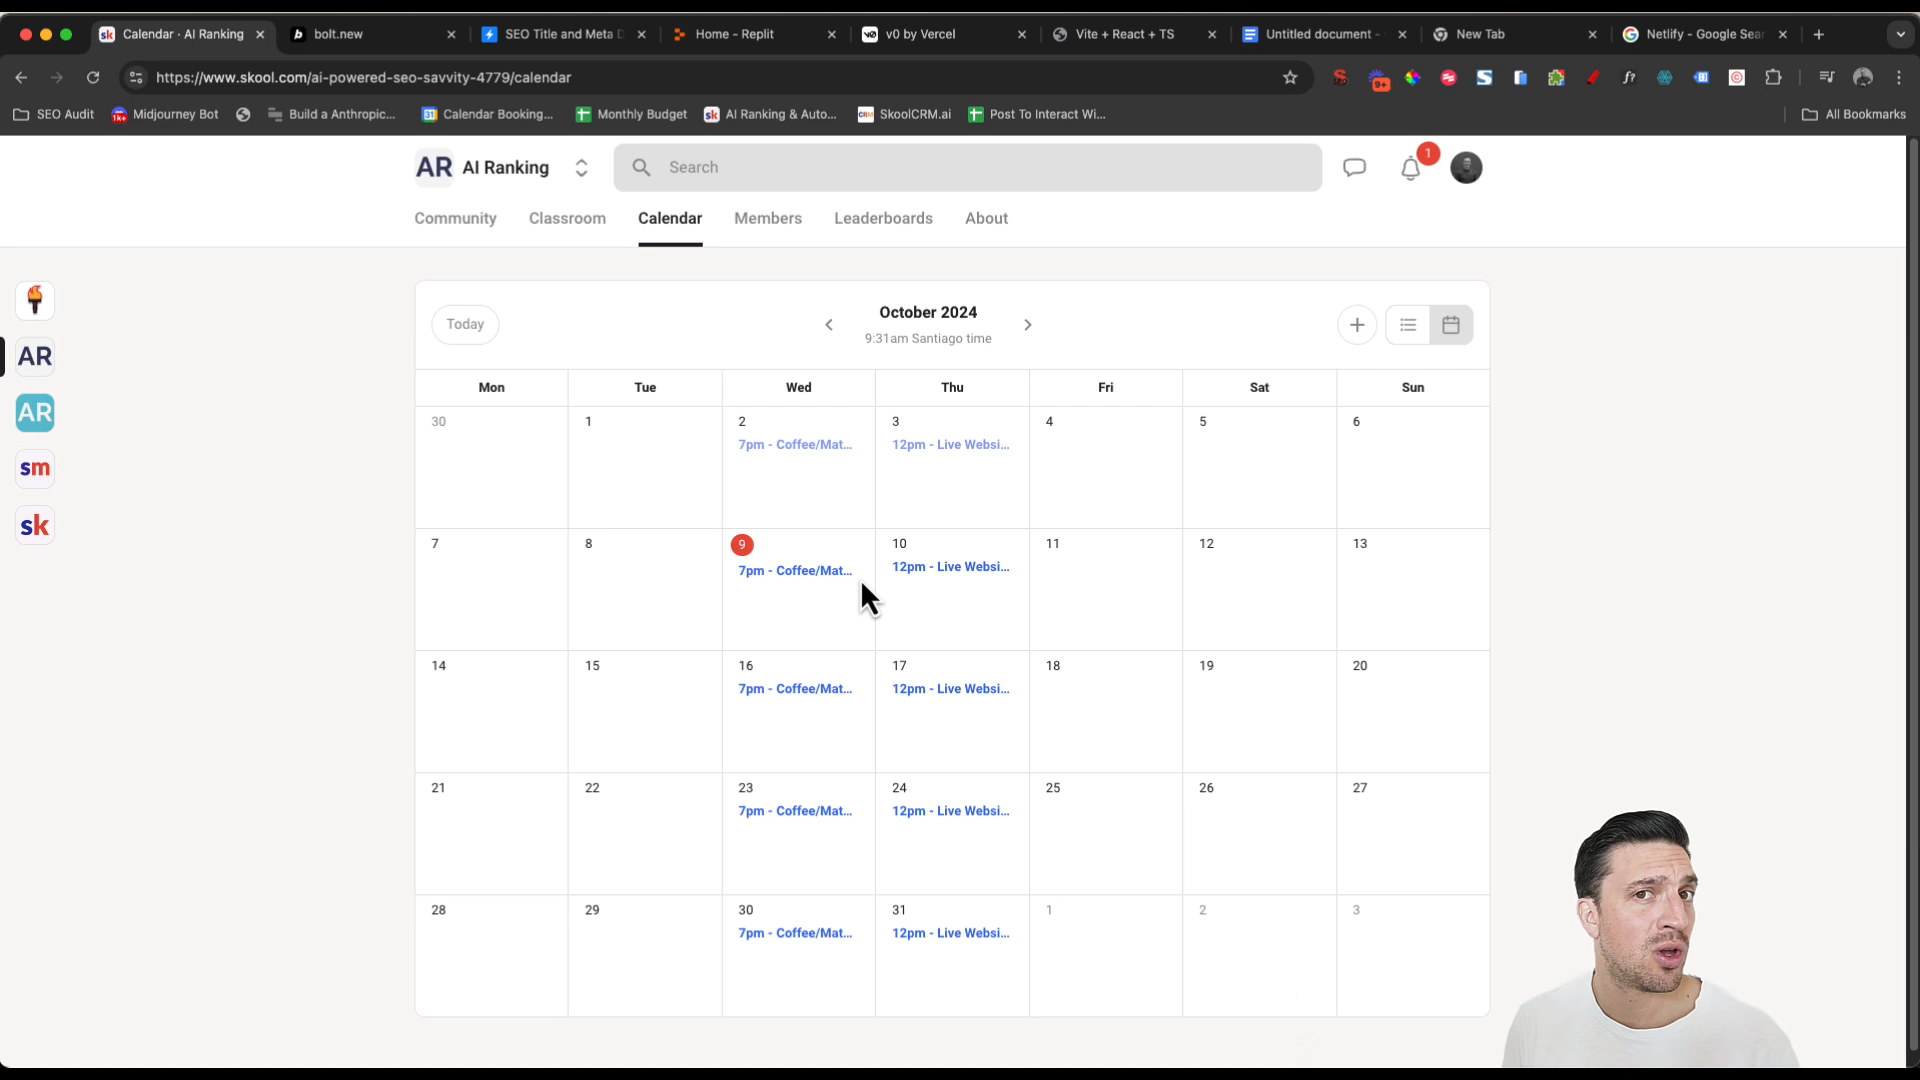 Calendar · AI Ranking
bolt.new
SEO Title and Meta D
Home - Replit
v0 by Vercel
Vite + React + TS
Untitled document -
New Tab
Netlify - Google Sear
https://www.skool.com/ai-powered-seo-savvity-4779/calendar
9+
f?
SEO Audit
1k+
Midjourney Bot
Build a Anthropic...
31
Calendar Booking...
Monthly Budget
sk
AI Ranking & Auto...
CRM
SkoolCRM.ai
Post To Interact Wi...
All Bookmarks
AR AI Ranking
Search
1
Community
Classroom
Calendar
Members
Leaderboards
About
AR
AR
sm
sk
Today
October 2024
9:31am Santiago time
Mon Tue Wed Thu Fri Sat Sun
30 1 2 3 4 5 6
7pm - Coffee/Mat... 12pm - Live Websi...
7 8 9 10 11 12 13
7pm - Coffee/Mat... 12pm - Live Websi...
14 15 16 17 18 19 20
7pm - Coffee/Mat... 12pm - Live Websi...
21 22 23 24 25 26 27
7pm - Coffee/Mat... 12pm - Live Websi...
28 29 30 31 1 2 3
7pm - Coffee/Mat... 12pm - Live Websi...